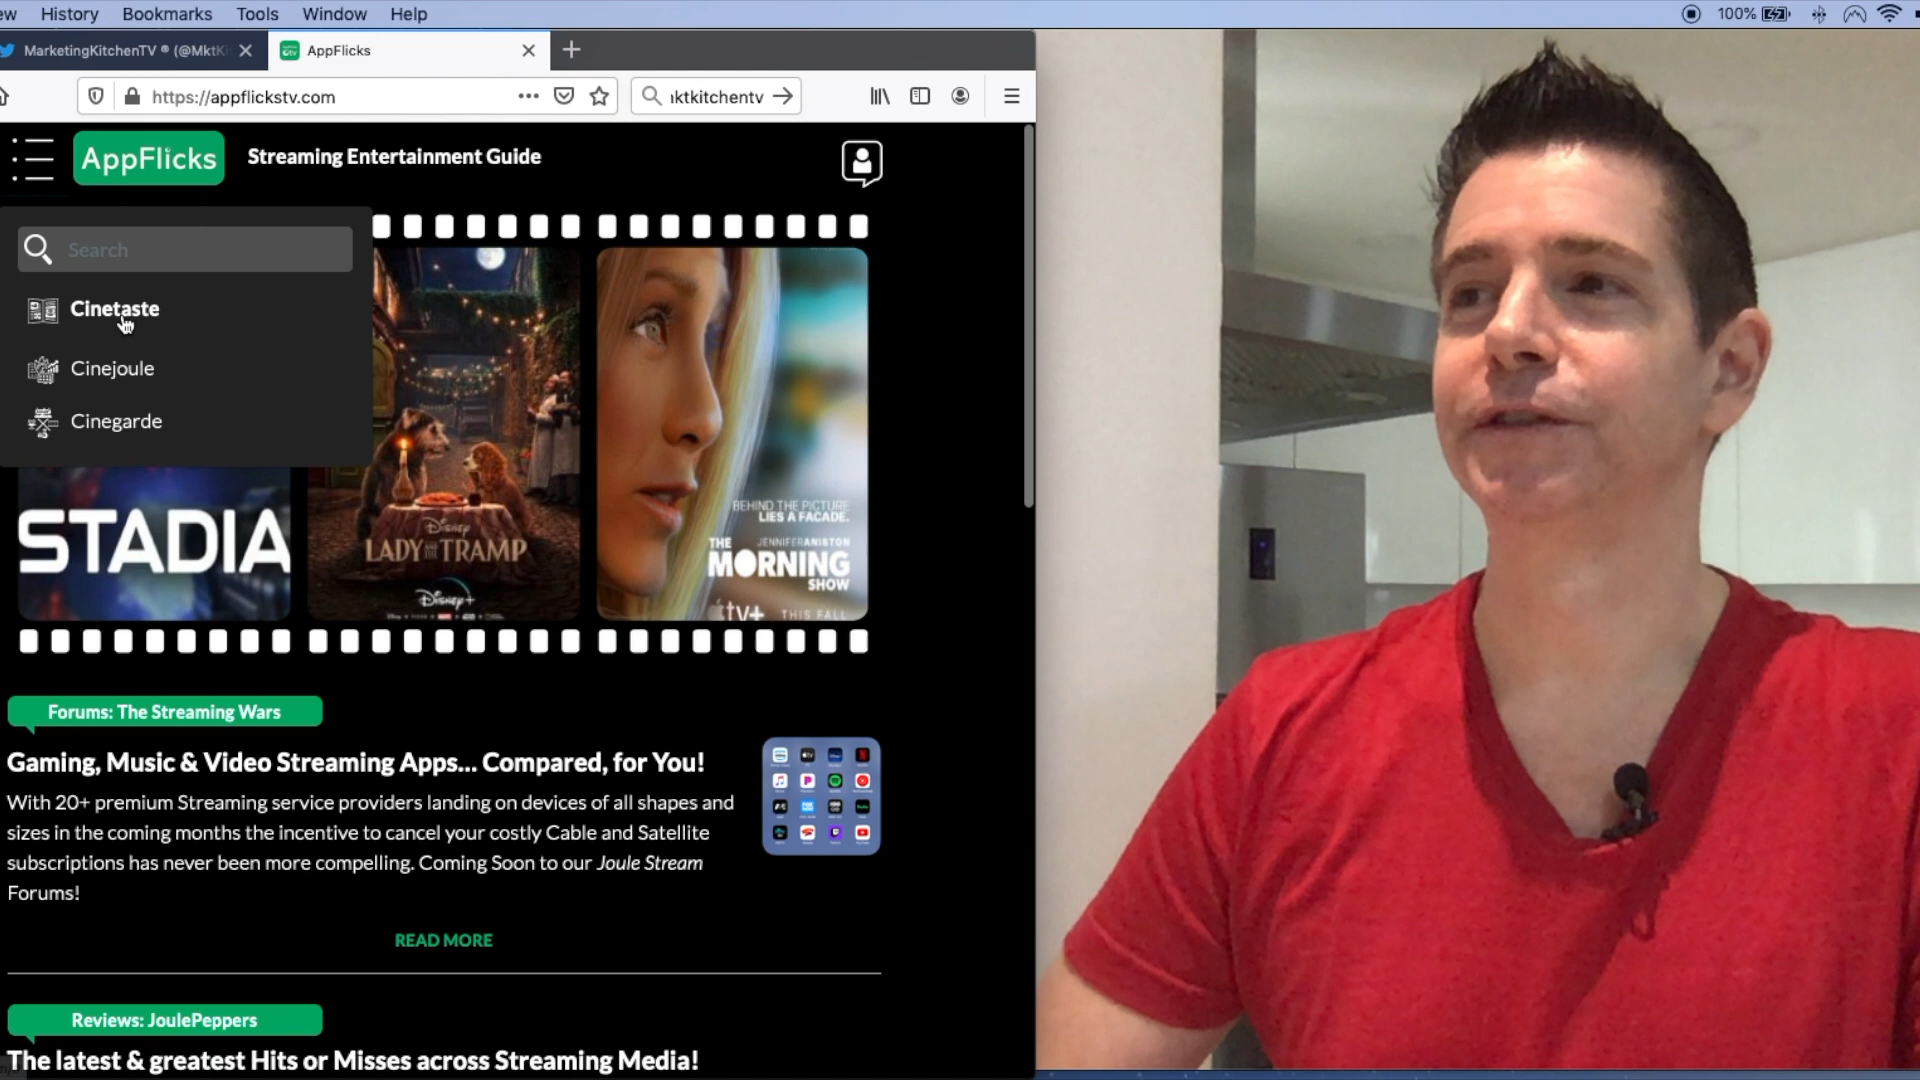 History Bookmarks Tools Window Help
100%
MarketingKitchenTV ® (@MktKi
AppFlicks
https://appflickstv.com
ıktkitchentv
AppFlicks
Streaming Entertainment Guide
Search
Cinetaste
Cinejoule
Cinegarde
STADIA
Disney
LADY AND THE TRAMP
Disney+
BEHIND THE PICTURE
LIES A FACADE.
JENNIFER ANISTON
THE MORNING SHOW
tv+ THIS FALL
Forums: The Streaming Wars
Gaming, Music & Video Streaming Apps... Compared, for You!
With 20+ premium Streaming service providers landing on devices of all shapes and
sizes in the coming months the incentive to cancel your costly Cable and Satellite
subscriptions has never been more compelling. Coming Soon to our Joule Stream
Forums!
READ MORE
Reviews: JoulePeppers
The latest & greatest Hits or Misses across Streaming Media!